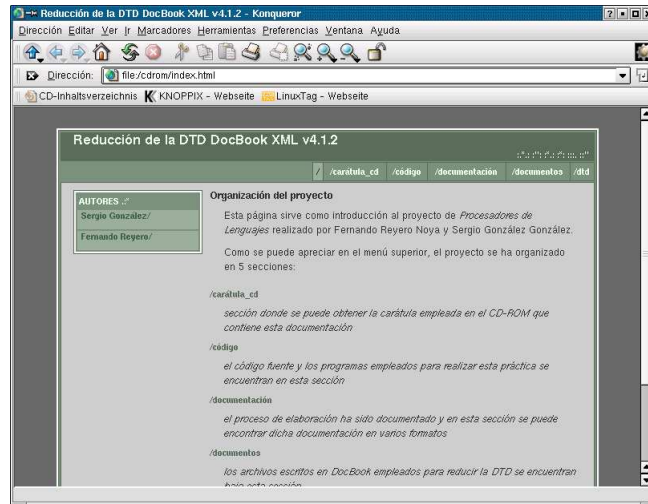 Reducción de la DTD DocBook XML v4.1.2 - Konqueror
Dirección Editar Ver Ir Marcadores Herramientas Preferencias Ventana Ayuda
Dirección: file:/cdrom/index.html
CD-Inhaltsverzeichnis KNOPPIX - Webseite LinuxTag - Webseite
Reducción de la DTD DocBook XML v4.1.2
/ /carátula_cd /código /documentación /documentos /dtd
AUTORES .:"
Sergio González/
Fernando Reyero/
Organización del proyecto
Esta página sirve como introducción al proyecto de Procesadores de
Lenguajes realizado por Fernando Reyero Noya y Sergio González González.
Como se puede apreciar en el menú superior, el proyecto se ha organizado
en 5 secciones:
/carátula_cd
sección donde se puede obtener la carátula empleada en el CD-ROM que
contiene esta documentación
/código
el código fuente y los programas empleados para realizar esta práctica se
encuentran en esta sección
/documentación
el proceso de elaboración ha sido documentado y en esta sección se puede
encontrar dicha documentación en varios formatos
/documentos
los archivos escritos en DocBook empleados para reducir la DTD se encuentran
bajo esta sección